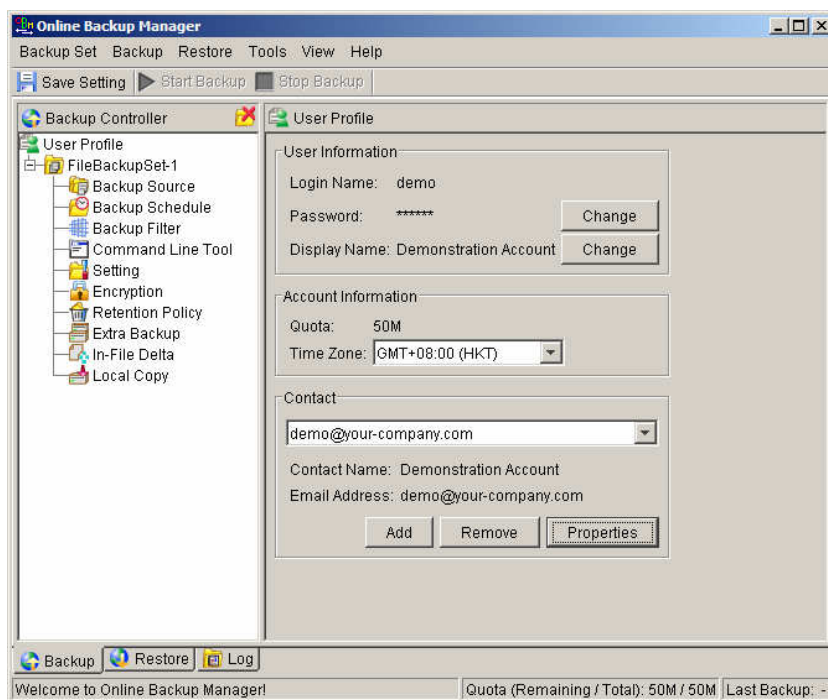 Online Backup Manager
Backup Set Backup Restore Tools View Help
Save Setting Start Backup Stop Backup
Backup Controller
User Profile
FileBackupSet-1
Backup Source
Backup Schedule
Backup Filter
Command Line Tool
Setting
Encryption
Retention Policy
Extra Backup
In-File Delta
Local Copy
User Profile
User Information
Login Name: demo
Password: ****** Change
Display Name: Demonstration Account Change
Account Information
Quota: 50M
Time Zone: GMT+08:00 (HKT)
Contact
demo@your-company.com
Contact Name: Demonstration Account
Email Address: demo@your-company.com
Add Remove Properties
Backup Restore Log
Welcome to Online Backup Manager! Quota (Remaining / Total): 50M / 50M Last Backup: -